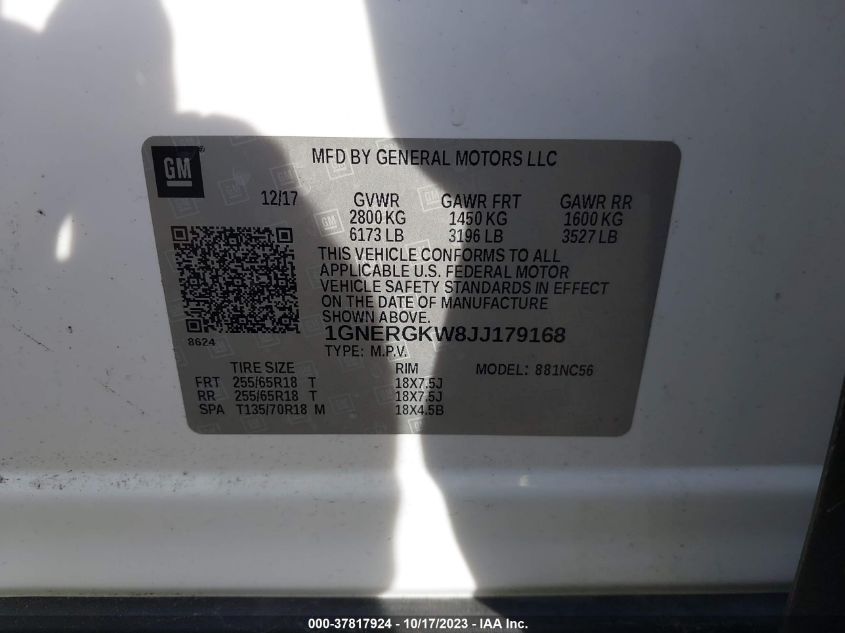 GM ®
MFD BY GENERAL MOTORS LLC
12/17 GVWR GAWR FRT GAWR RR
2800 KG 1450 KG 1600 KG
6173 LB 3196 LB 3527 LB
THIS VEHICLE CONFORMS TO ALL
APPLICABLE U.S. FEDERAL MOTOR
VEHICLE SAFETY STANDARDS IN EFFECT
ON THE DATE OF MANUFACTURE
SHOWN ABOVE.
1GNERGKW8JJ179168
8624
TYPE: M.P.V.
TIRE SIZE RIM MODEL: 881NC56
FRT 255/65R18 T 18X7.5J
RR 255/65R18 T 18X7.5J
SPA T135/70R18 M 18X4.5B
000-37817924 - 10/17/2023 - IAAI.com